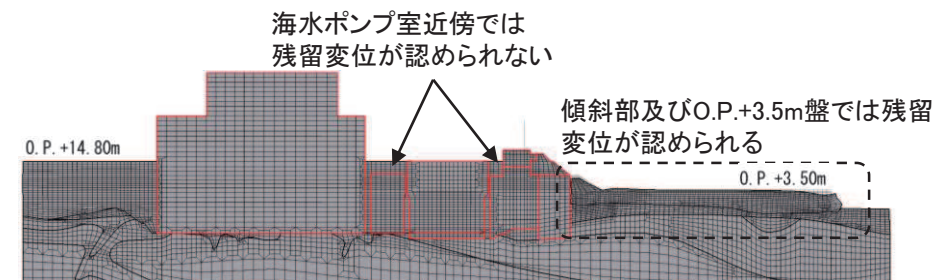 海水ポンプ室近傍では
残留変位が認められない
傾斜部及びO.P.+3.5m盤では残留
変位が認められる
O.P.+14.80m
O.P.+3.50m